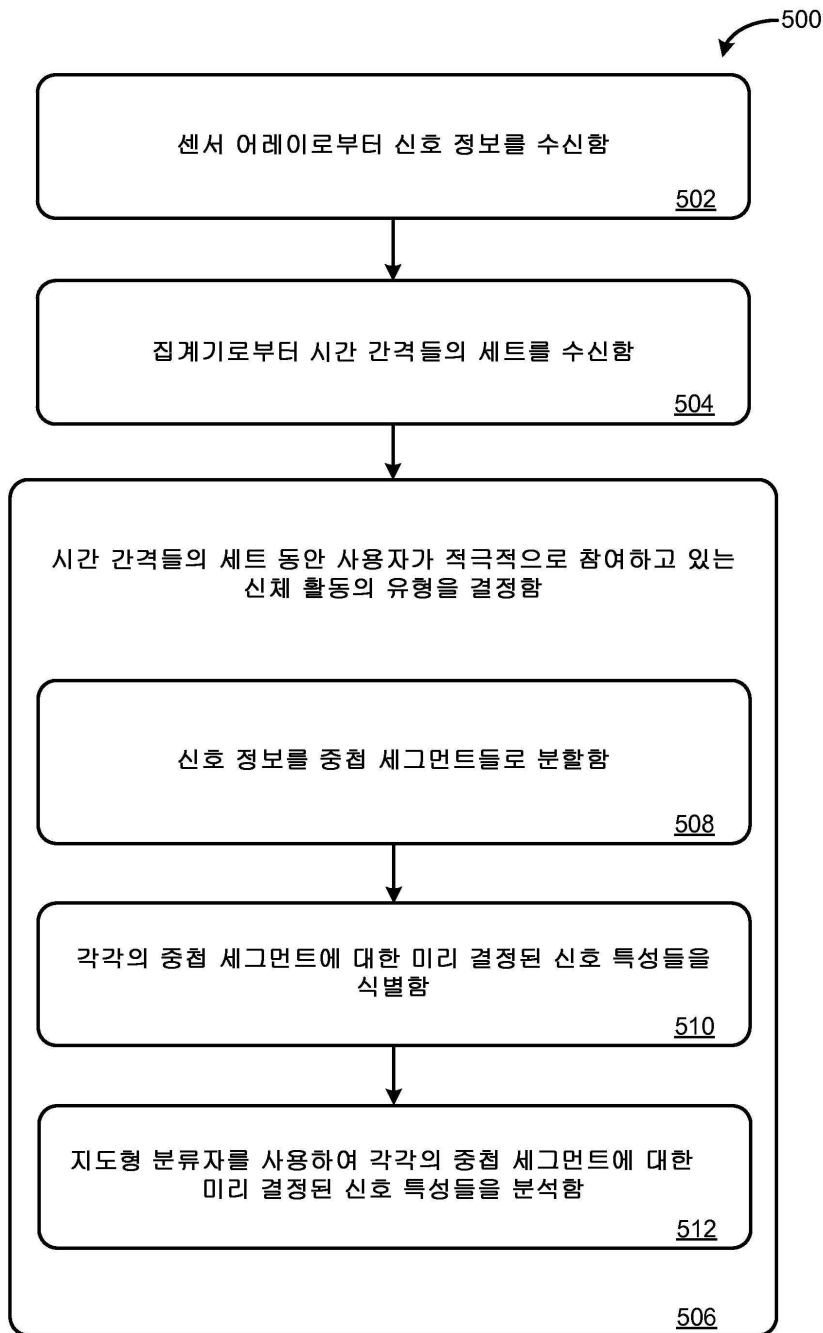 500
센서 어레이로부터 신호 정보를 수신함
502
집계기로부터 시간 간격들의 세트를 수신함
504
시간 간격들의 세트 동안 사용자가 적극적으로 참여하고 있는
신체 활동의 유형을 결정함
신호 정보를 중첩 세그먼트들로 분할함
508
각각의 중첩 세그먼트에 대한 미리 결정된 신호 특성들을
식별함
510
지도형 분류자를 사용하여 각각의 중첩 세그먼트에 대한
미리 결정된 신호 특성들을 분석함
512
506